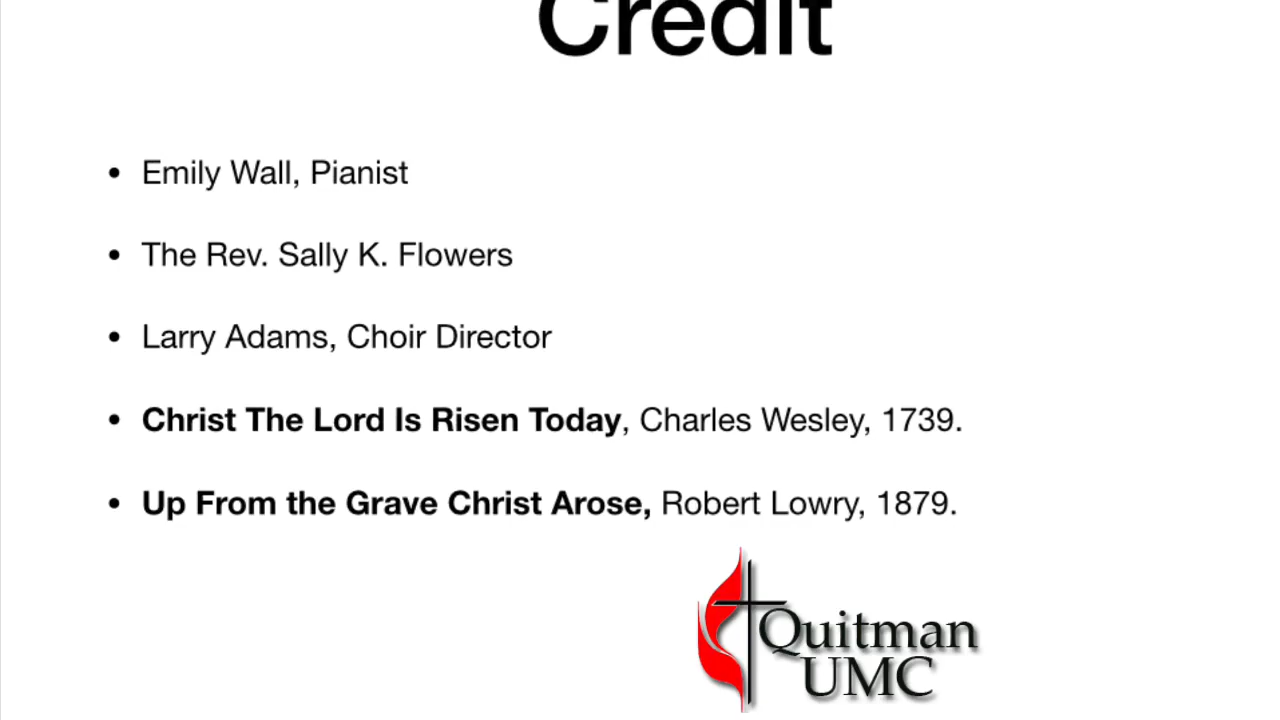 Credit
• Emily Wall, Pianist
• The Rev. Sally K. Flowers
• Larry Adams, Choir Director
• Christ The Lord Is Risen Today, Charles Wesley, 1739.
• Up From the Grave Christ Arose, Robert Lowry, 1879.
Quitman
UMC